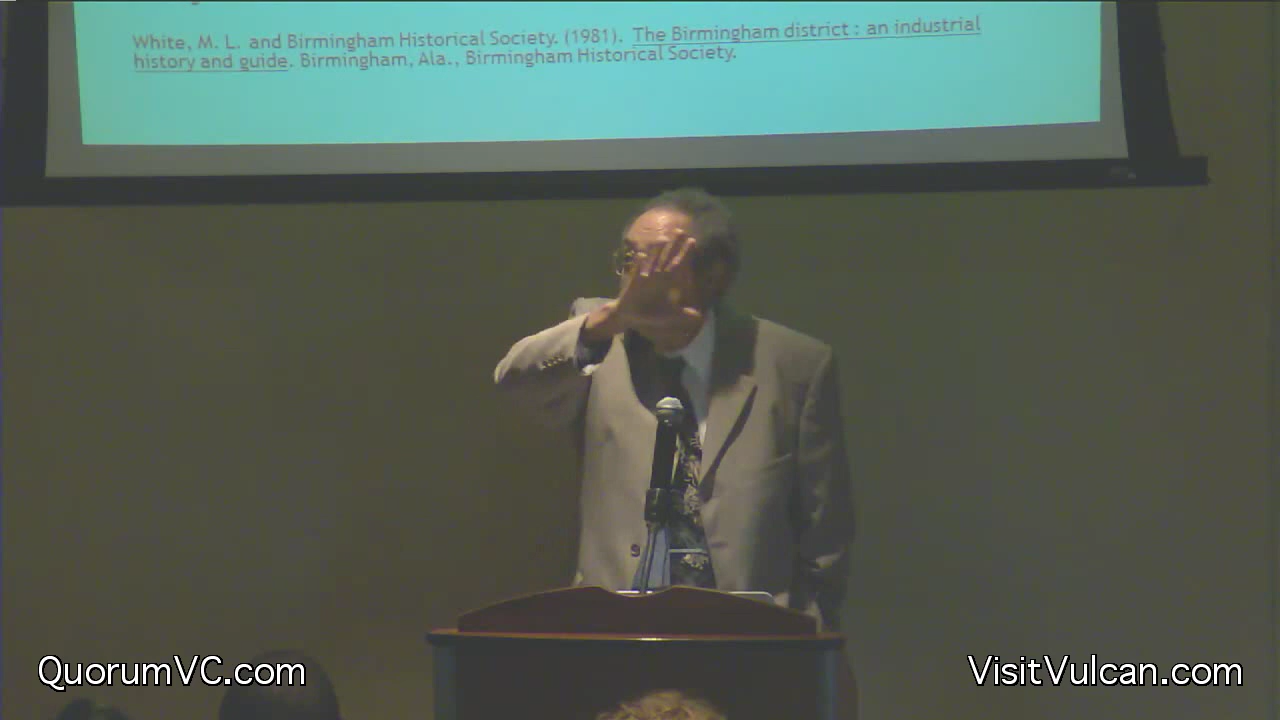 White, M. L. and Birmingham Historical Society. (1981). The Birmingham district : an industrial
history and guide. Birmingham, Ala., Birmingham Historical Society.
QuorumVC.com
VisitVulcan.com